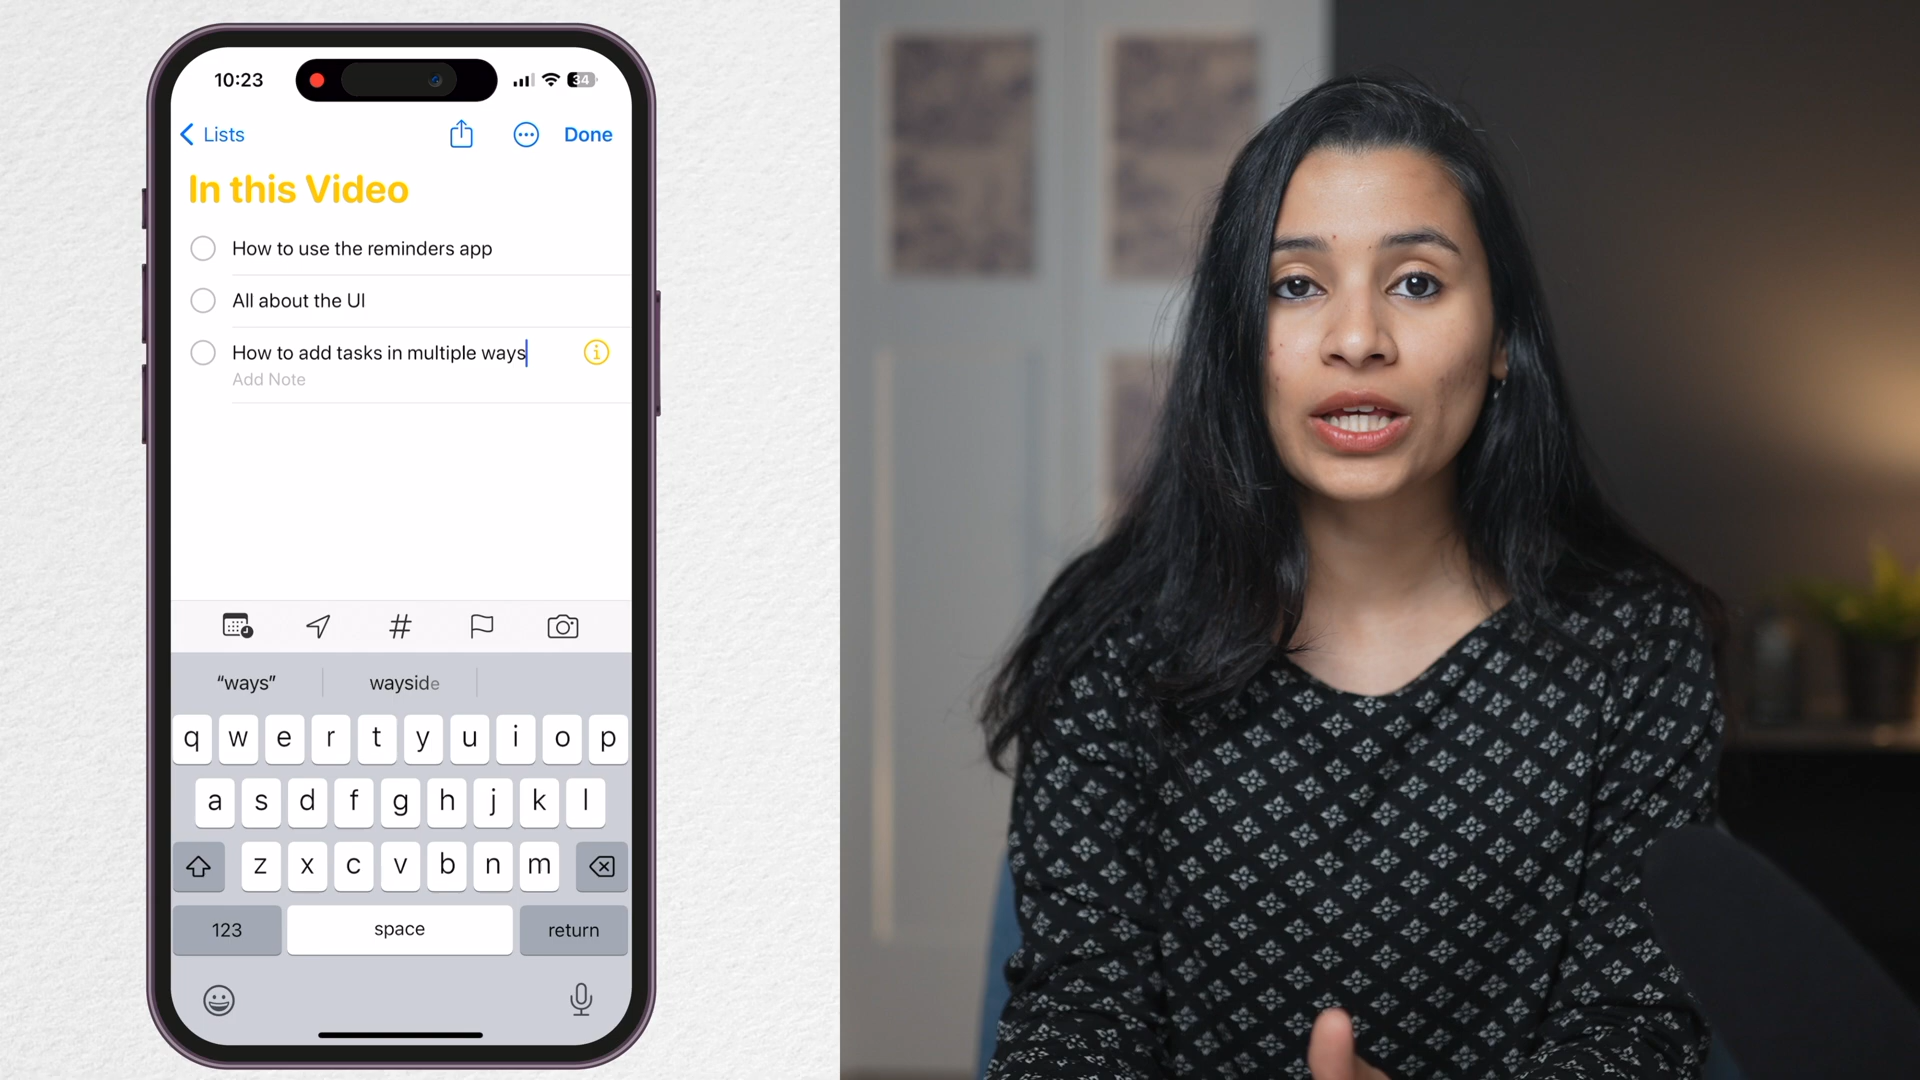 10:23
34
Lists
Done
In this Video
How to use the reminders app
All about the UI
How to add tasks in multiple ways
Add Note
“ways” wayside
q w e r t y u i o p
a s d f g h j k l
z x c v b n m
123 space return